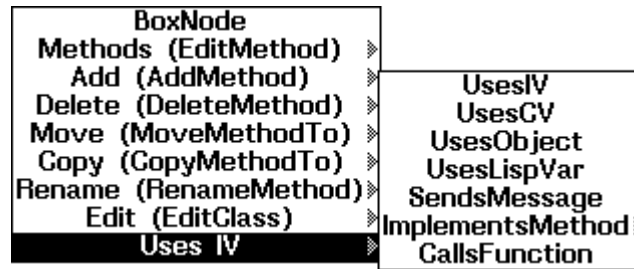 BoxNode
Methods (EditMethod)
Add (AddMethod)
Delete (DeleteMethod)
Move (MoveMethodTo)
Copy (CopyMethodTo)
Rename (RenameMethod)
Edit (EditClass)
Uses IV
UsesIV
UsesCV
UsesObject
UsesLispVar
SendsMessage
ImplementsMethod
CallsFunction